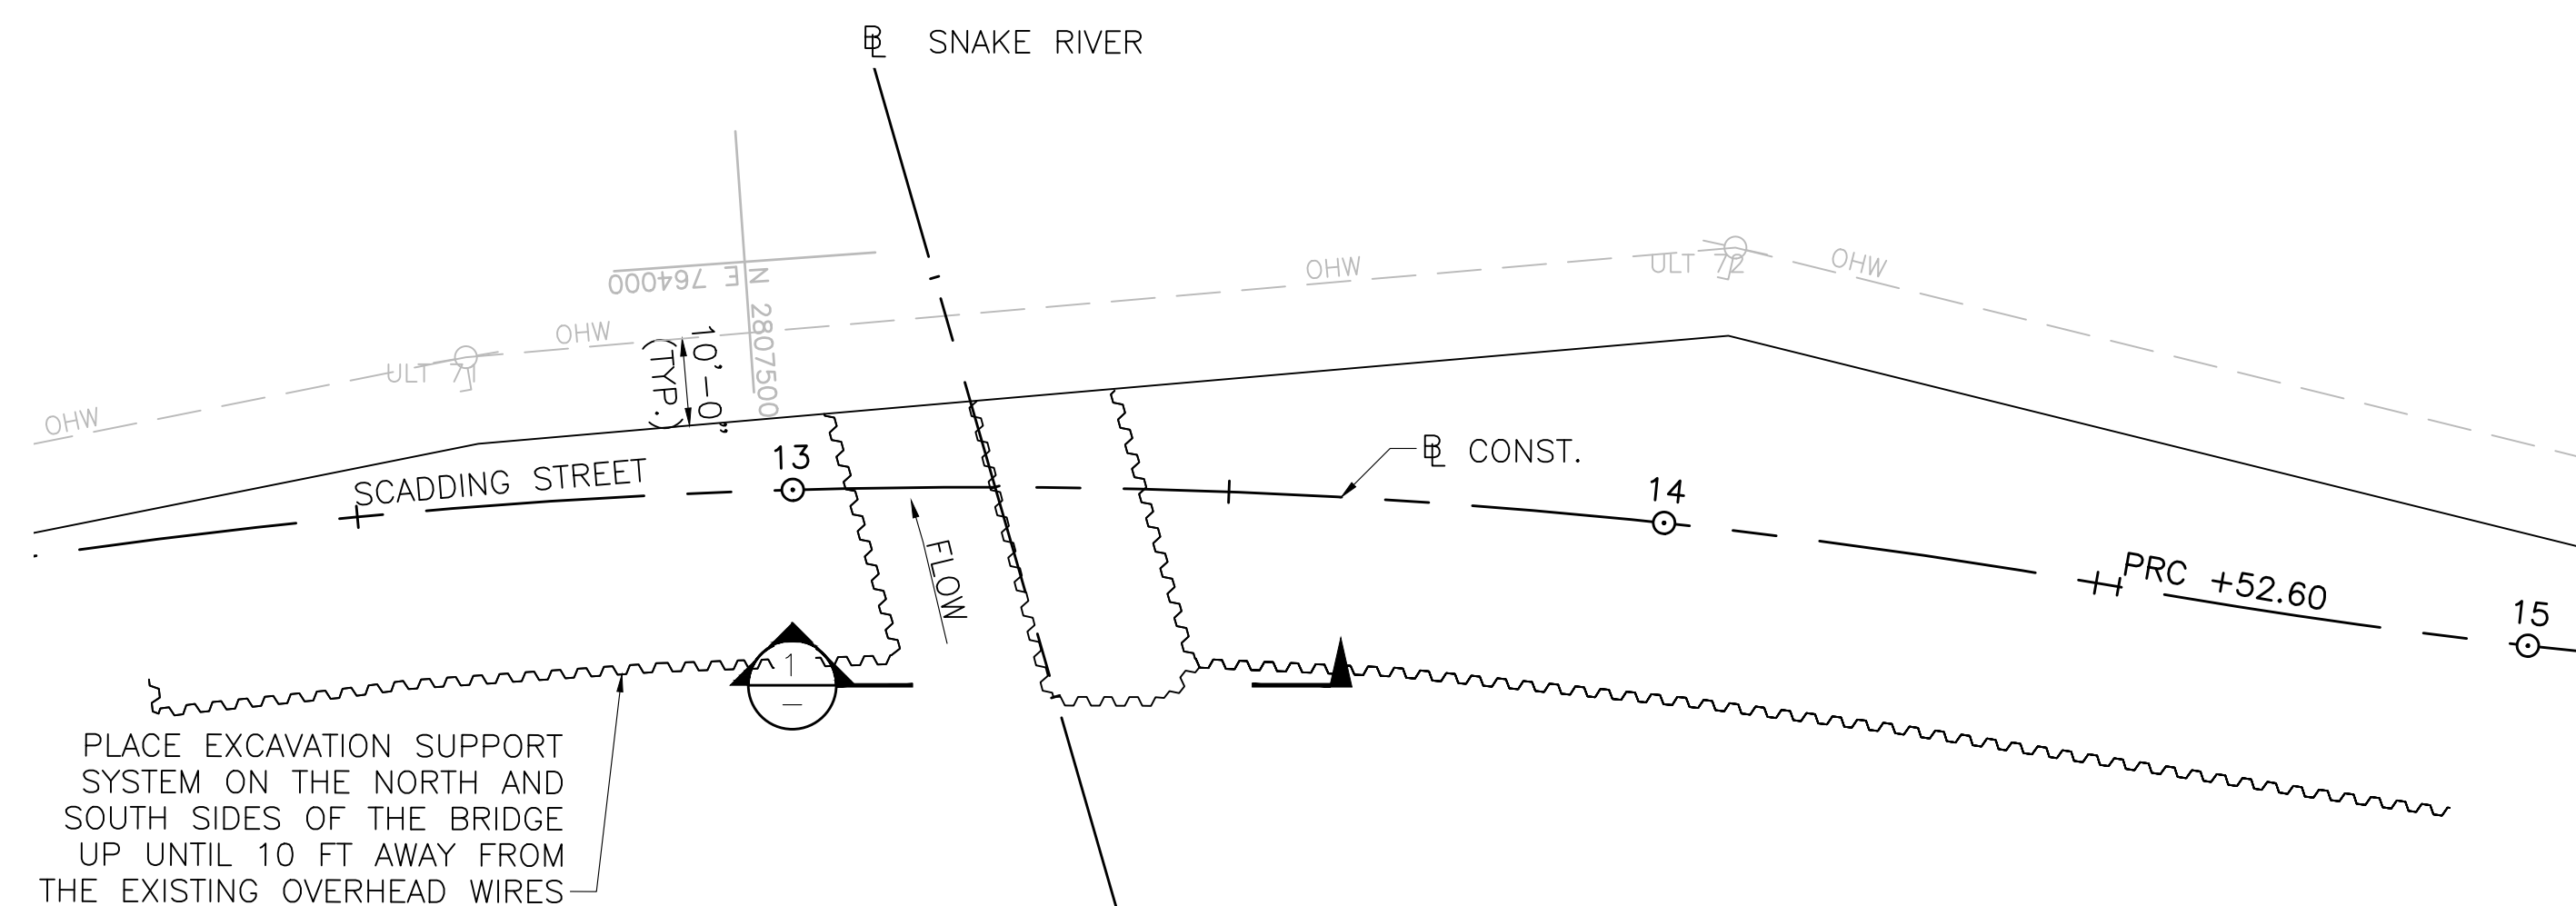 ℄ SNAKE RIVER
N 2807500
E 764000
OHW
ULT 72
OHW
OHW
ULT 71
OHW
10'-0"
(TYP.)
SCADDING STREET
13
℄ CONST.
14
PRC +52.60
15
FLOW
1
–
PLACE EXCAVATION SUPPORT
SYSTEM ON THE NORTH AND
SOUTH SIDES OF THE BRIDGE
UP UNTIL 10 FT AWAY FROM
THE EXISTING OVERHEAD WIRES